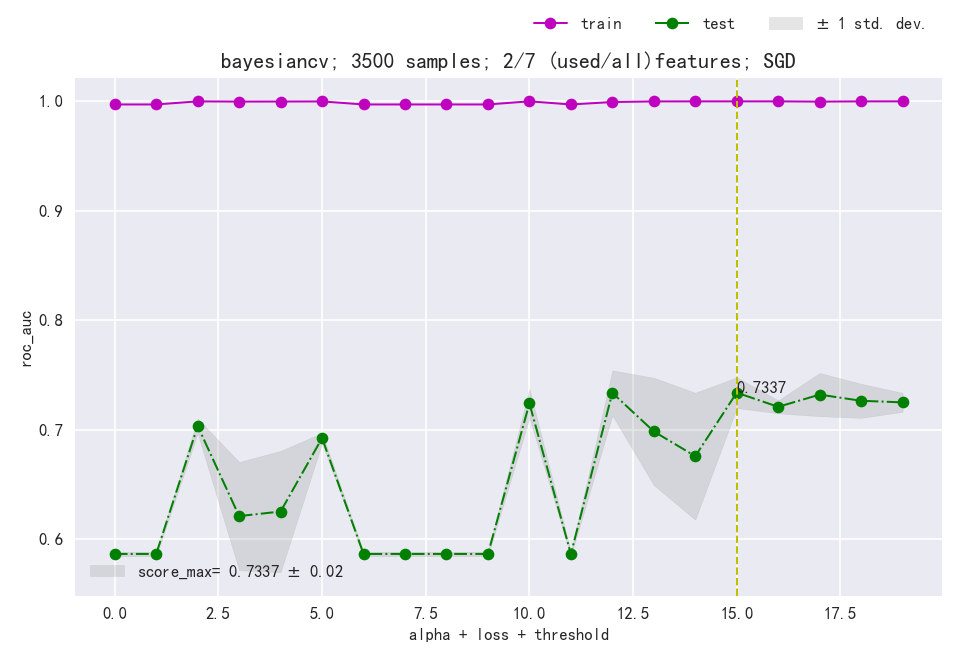 train test ± 1 std. dev.
bayesiancv; 3500 samples; 2/7 (used/all)features; SGD
1.0
0.9
0.8
0.7
0.6
roc_auc
0.7337
score_max= 0.7337 ± 0.02
0.0 2.5 5.0 7.5 10.0 12.5 15.0 17.5
alpha + loss + threshold